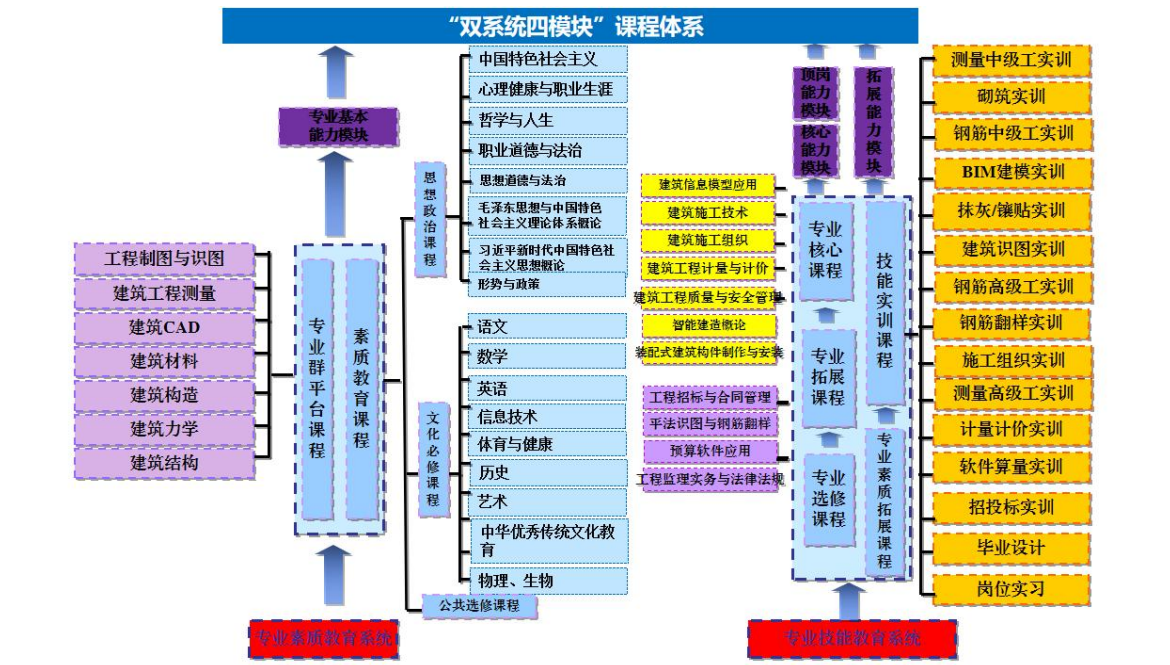 “双系统四模块”课程体系
专业基本
能力模块
工程制图与识图
建筑工程测量
建筑CAD
建筑材料
建筑构造
建筑力学
建筑结构
专业群平台课程
素质教育课程
专业素质教育系统
思想政治课程
中国特色社会主义
心理健康与职业生涯
哲学与人生
职业道德与法治
思想道德与法治
毛泽东思想与中国特色
社会主义理论体系概论
习近平新时代中国特色社
会主义思想概论
形势与政策
文化必修课程
语文
数学
英语
信息技术
体育与健康
历史
艺术
中华优秀传统文化教
育
物理、生物
公共选修课程
顶岗
能力
模块
核心
能力
模块
拓展能力模块
建筑信息模型应用
建筑施工技术
建筑施工组织
建筑工程计量与计价
建筑工程质量与安全管理
智能建造概论
装配式建筑构件制作与安装
工程招标与合同管理
平法识图与钢筋翻样
预算软件应用
工程监理实务与法律法规
专业
核心
课程
专业
拓展
课程
专业
选修
课程
技能实训课程
专业素质拓展课程
专业技能教育系统
测量中级工实训
砌筑实训
钢筋中级工实训
BIM建模实训
抹灰/镶贴实训
建筑识图实训
钢筋高级工实训
钢筋翻样实训
施工组织实训
测量高级工实训
计量计价实训
软件算量实训
招投标实训
毕业设计
岗位实习